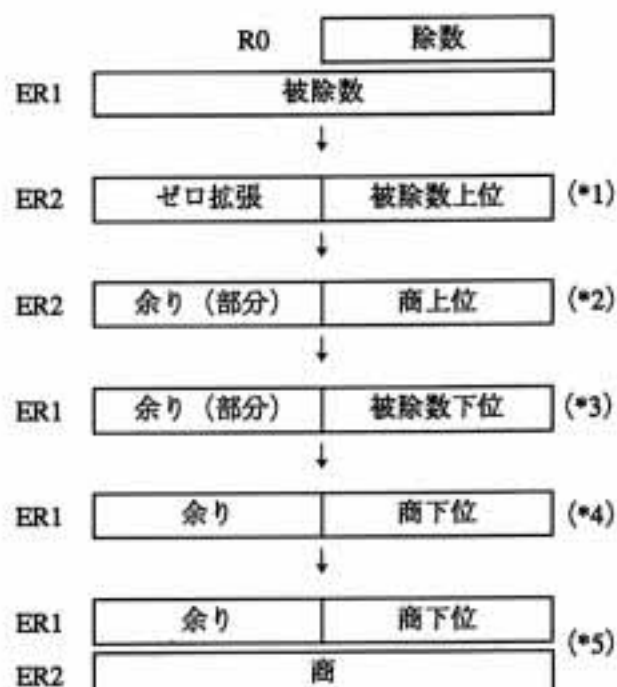 R0 除数
ER1 被除数
↓
ER2 ゼロ拡張 被除数上位 (*1)
↓
ER2 余り（部分） 商上位 (*2)
↓
ER1 余り（部分） 被除数下位 (*3)
↓
ER1 余り 商下位 (*4)
↓
ER1 余り 商下位 (*5)
ER2 商